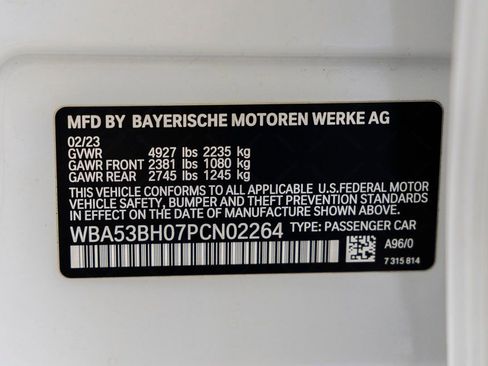 MFD BY BAYERISCHE MOTOREN WERKE AG
02/23
GVWR 4927 lbs 2235 kg
GAWR FRONT 2381 lbs 1080 kg
GAWR REAR 2745 lbs 1245 kg
THIS VEHICLE CONFORMS TO ALL APPLICABLE U.S.FEDERAL MOTOR
VEHICLE SAFETY, BUMPER AND THEFT PREVENTION STANDARDS
IN EFFECT ON THE DATE OF MANUFACTURE SHOWN ABOVE.
WBA53BH07PCN02264 TYPE: PASSENGER CAR
A96/0
7 315 814